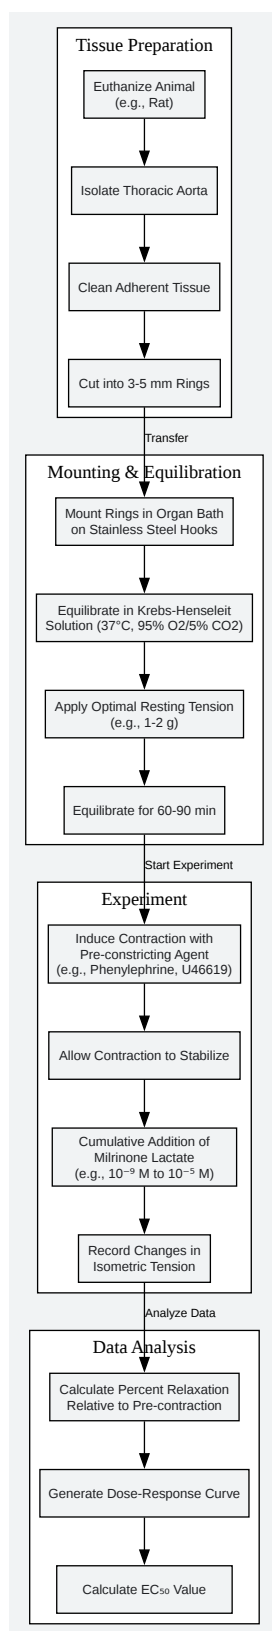 Tissue Preparation
Euthanize Animal
(e.g., Rat)
Isolate Thoracic Aorta
Clean Adherent Tissue
Cut into 3-5 mm Rings
Transfer
Mounting & Equilibration
Mount Rings in Organ Bath
on Stainless Steel Hooks
Equilibrate in Krebs-Henseleit
Solution (37°C, 95% O2/5% CO2)
Apply Optimal Resting Tension
(e.g., 1-2 g)
Equilibrate for 60-90 min
Start Experiment
Experiment
Induce Contraction with
Pre-constricting Agent
(e.g., Phenylephrine, U46619)
Allow Contraction to Stabilize
Cumulative Addition of
Milrinone Lactate
(e.g., 10⁻⁹ M to 10⁻⁵ M)
Record Changes in
Isometric Tension
Analyze Data
Data Analysis
Calculate Percent Relaxation
Relative to Pre-contraction
Generate Dose-Response Curve
Calculate EC₅₀ Value